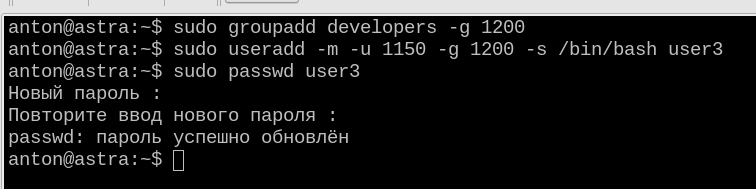 anton@astra:~$ sudo groupadd developers -g 1200
anton@astra:~$ sudo useradd -m -u 1150 -g 1200 -s /bin/bash user3
anton@astra:~$ sudo passwd user3
Новый пароль :
Повторите ввод нового пароля :
passwd: пароль успешно обновлён
anton@astra:~$